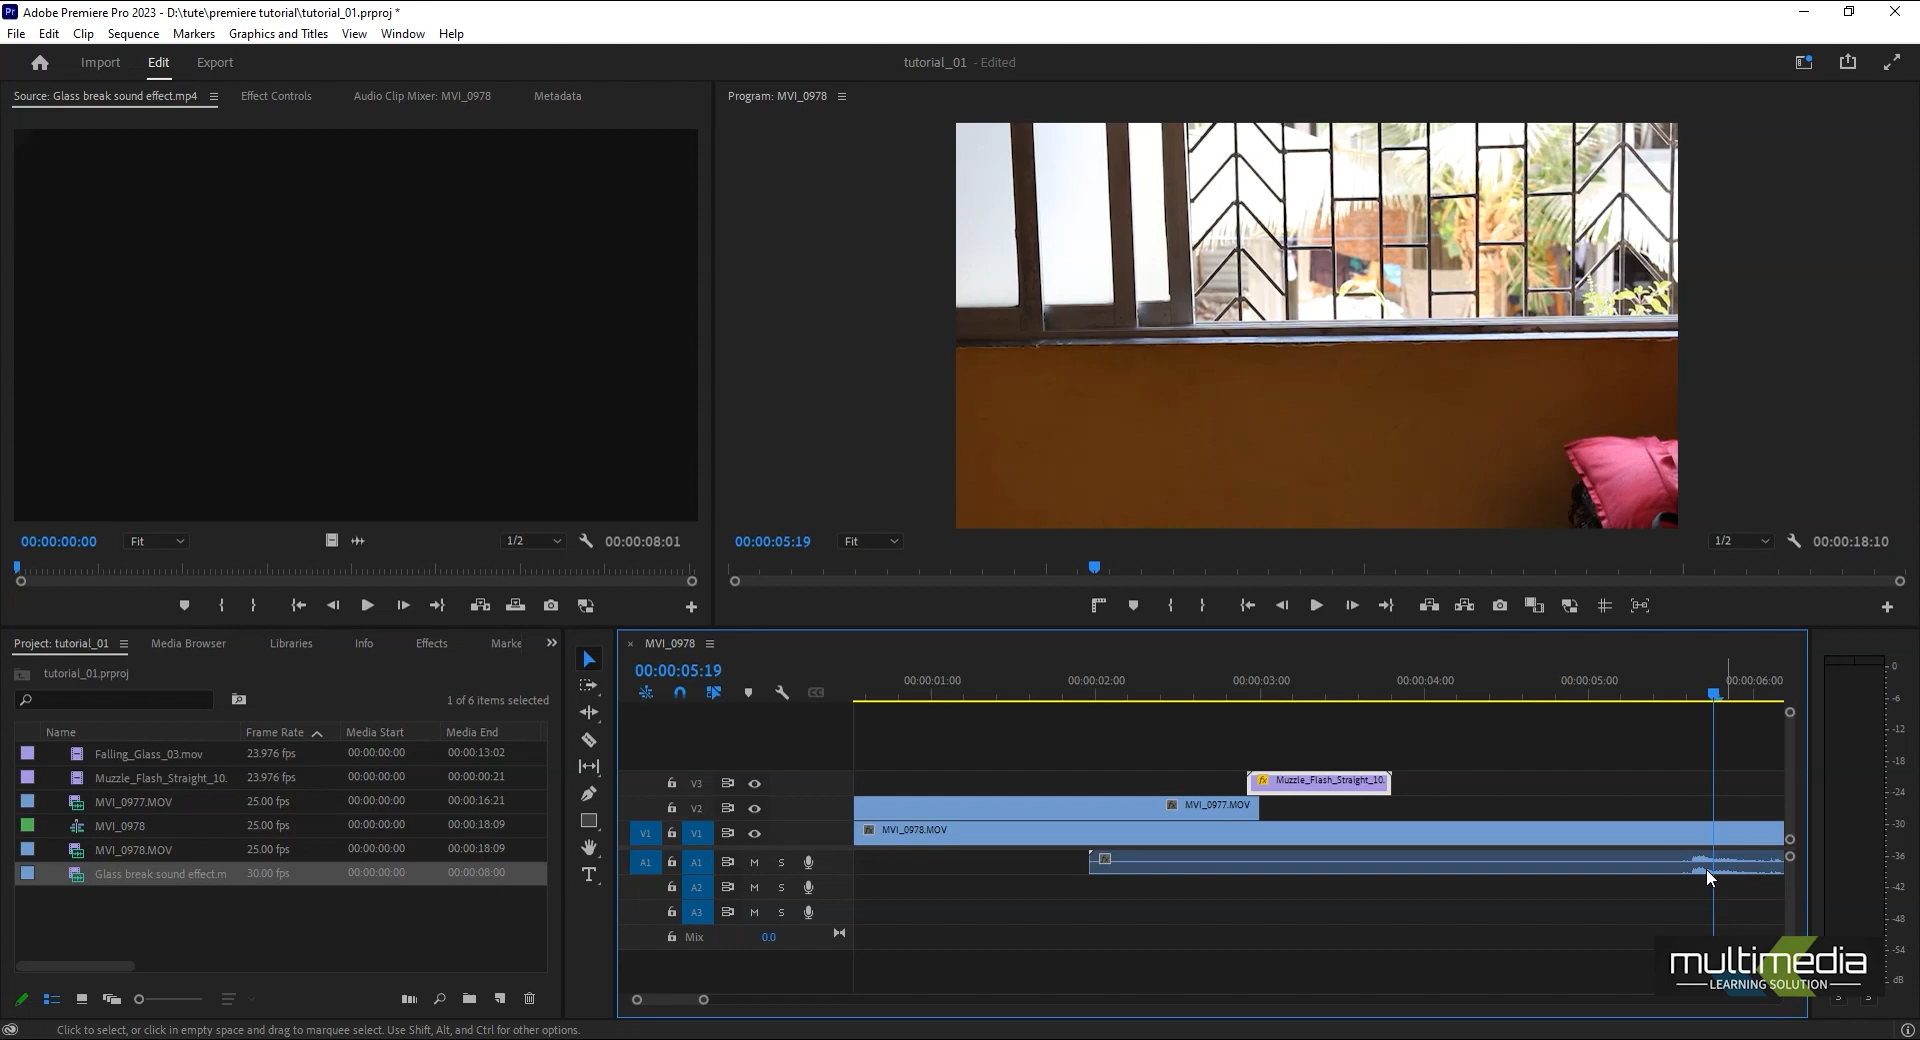 Pr Adobe Premiere Pro 2023 - D:\tute\premiere tutorial\tutorial_01.prproj *
File Edit Clip Sequence Markers Graphics and Titles View Window Help
Import Edit Export
tutorial_01 - Edited
Source: Glass break sound effect.mp4 Effect Controls Audio Clip Mixer: MVI_0978 Metadata
Program: MVI_0978
00:00:00:00 Fit 1/2 00:00:08:01
00:00:05:19 Fit 1/2 00:00:18:10
Project: tutorial_01 Media Browser Libraries Info Effects Marke
tutorial_01.prproj
1 of 6 items selected
Name Frame Rate Media Start Media End
Falling_Glass_03.mov 23.976 fps 00:00:00:00 00:00:13:02
Muzzle_Flash_Straight_10. 23.976 fps 00:00:00:00 00:00:00:21
MVI_0977.MOV 25.00 fps 00:00:00:00 00:00:16:21
MVI_0978 25.00 fps 00:00:00:00 00:00:18:09
MVI_0978.MOV 25.00 fps 00:00:00:00 00:00:18:09
Glass break sound effect.m 30.00 fps 00:00:00:00 00:00:08:00
MVI_0978
00:00:05:19
00:00:01:00 00:00:02:00 00:00:03:00 00:00:04:00 00:00:05:00 00:00:06:00
V3 Muzzle_Flash_Straight_10.
V2 MVI_0977.MOV
V1 V1 MVI_0978.MOV
A1 A1 M S
A2 M S
A3 M S
Mix 0.0
0
-6
-12
-18
-24
-30
-36
-42
-48
-54
dB
S S
multimedia
LEARNING SOLUTION
Click to select, or click in empty space and drag to marquee select. Use Shift, Alt, and Ctrl for other options.